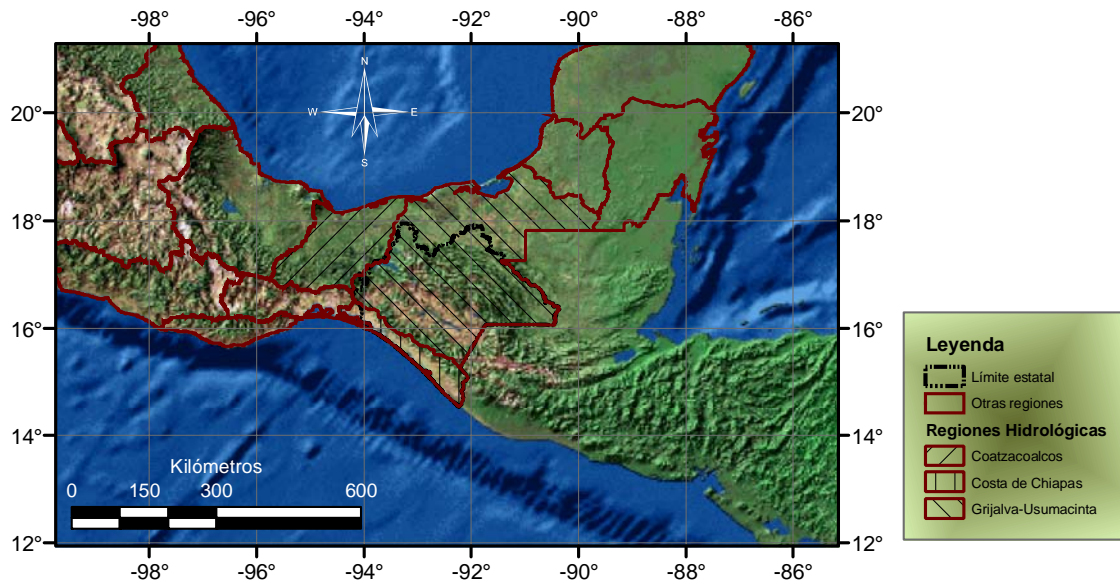 -98° -96° -94° -92° -90° -88° -86°
20° 20°
18° 18°
16° 16°
14° 14°
12° 12°
-98° -96° -94° -92° -90° -88° -86°
N
W E
S
Kilómetros
0 150 300 600
Leyenda
Límite estatal
Otras regiones
Regiones Hidrológicas
Coatzacoalcos
Costa de Chiapas
Grijalva-Usumacinta